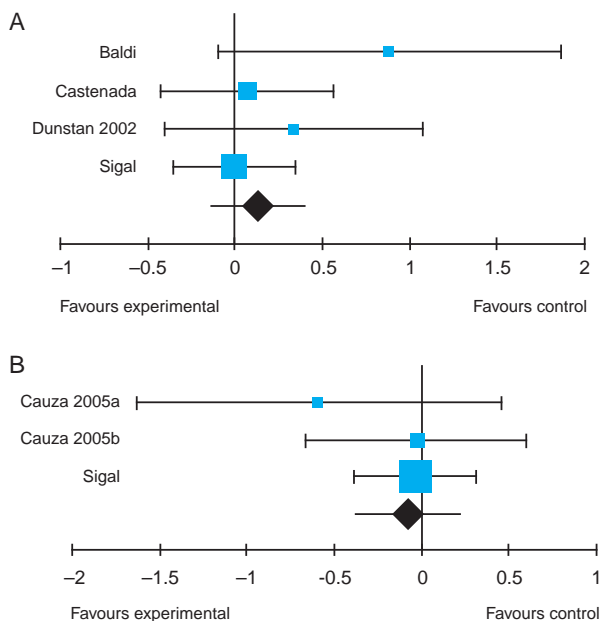 A
Baldi
Castenada
Dunstan 2002
Sigal
–1 –0.5 0 0.5 1 1.5 2
Favours experimental Favours control
B
Cauza 2005a
Cauza 2005b
Sigal
–2 –1.5 –1 -0.5 0 0.5 1
Favours experimental Favours control